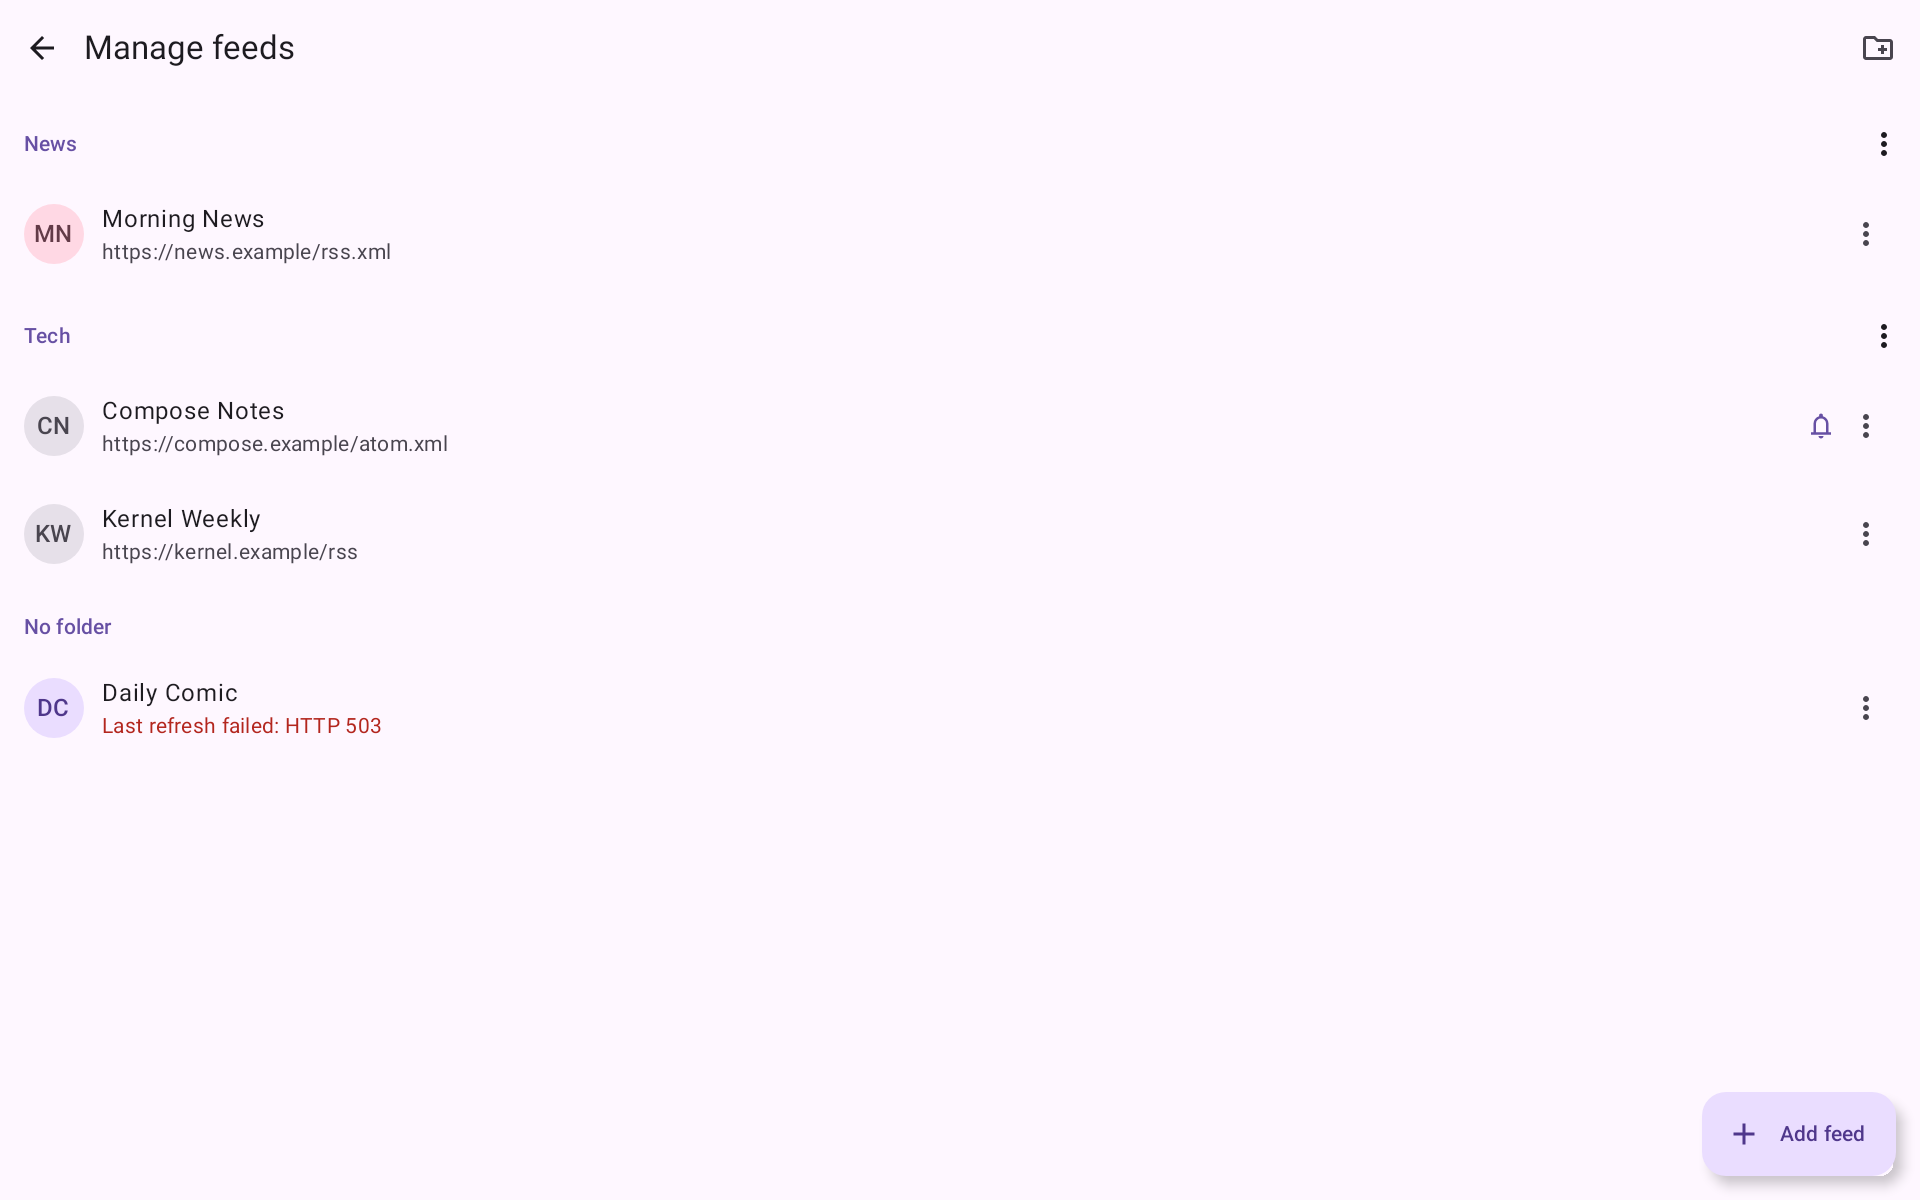 Manage feeds
News
MN
Morning News
https://news.example/rss.xml
Tech
CN
Compose Notes
https://compose.example/atom.xml
KW
Kernel Weekly
https://kernel.example/rss
No folder
DC
Daily Comic
Last refresh failed: HTTP 503
Add feed